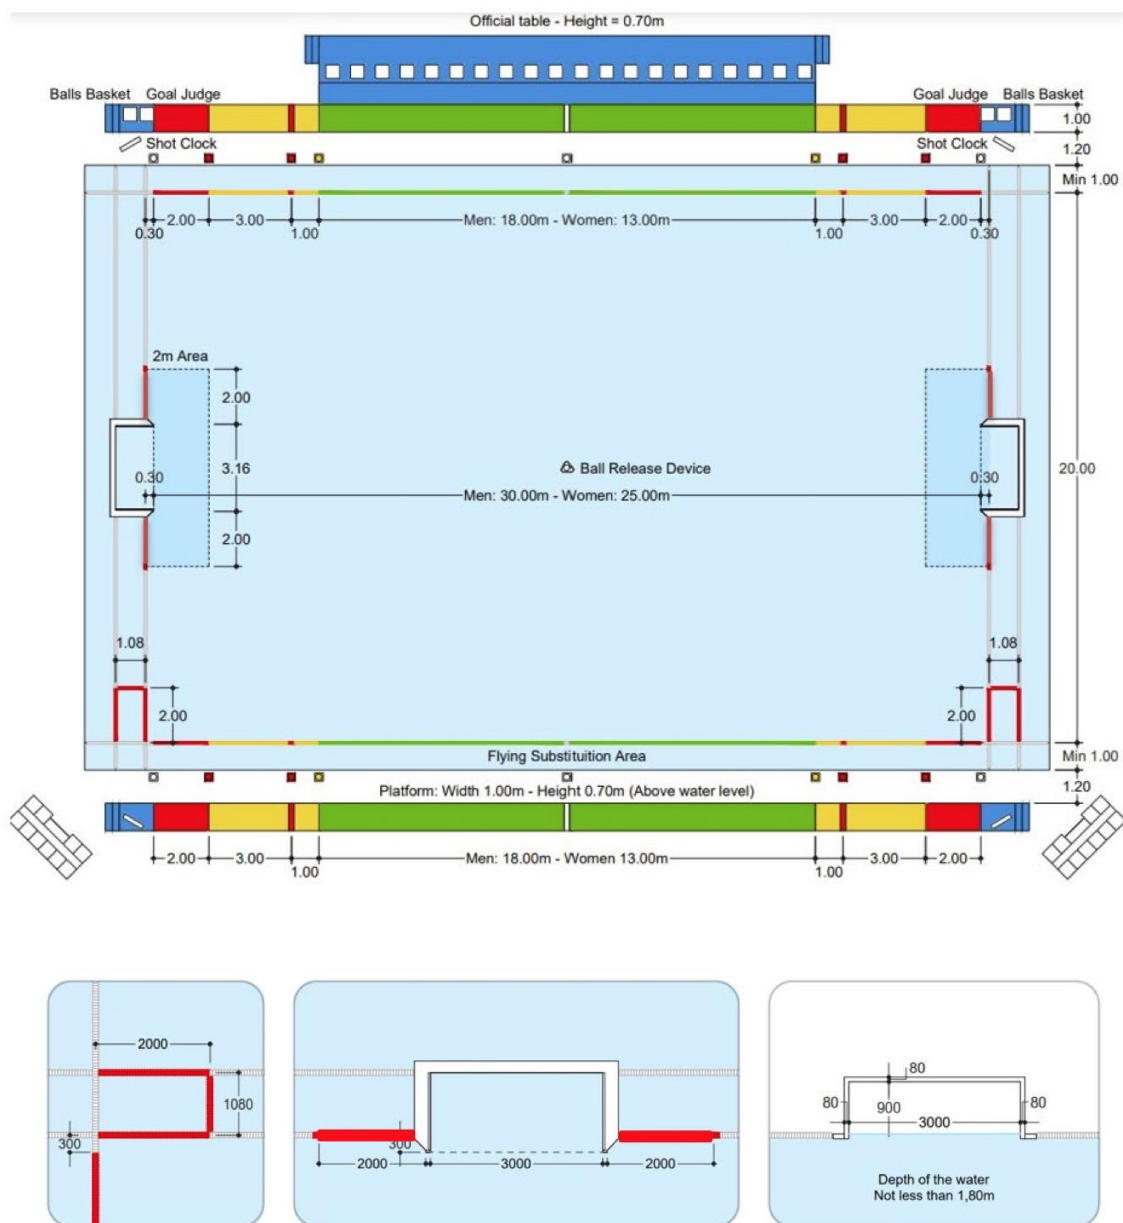 Official table - Height = 0.70m
Balls Basket Goal Judge Goal Judge Balls Basket
1.00
Shot Clock Shot Clock
1.20
Min 1.00
2.00 3.00 Men: 18.00m - Women: 13.00m 3.00 2.00
0.30 1.00 1.00 0.30
2m Area
2.00
3.16
Ball Release Device
20.00
0.30 0.30
Men: 30.00m - Women: 25.00m
2.00
1.08 1.08
2.00 2.00
Flying Substituition Area
Min 1.00
Platform: Width 1.00m - Height 0.70m (Above water level)
1.20
2.00 3.00 Men: 18.00m - Women 13.00m 3.00 2.00
1.00 1.00
2000
1080
300
300
2000 3000 2000
80
80 900 80
3000
Depth of the water
Not less than 1,80m